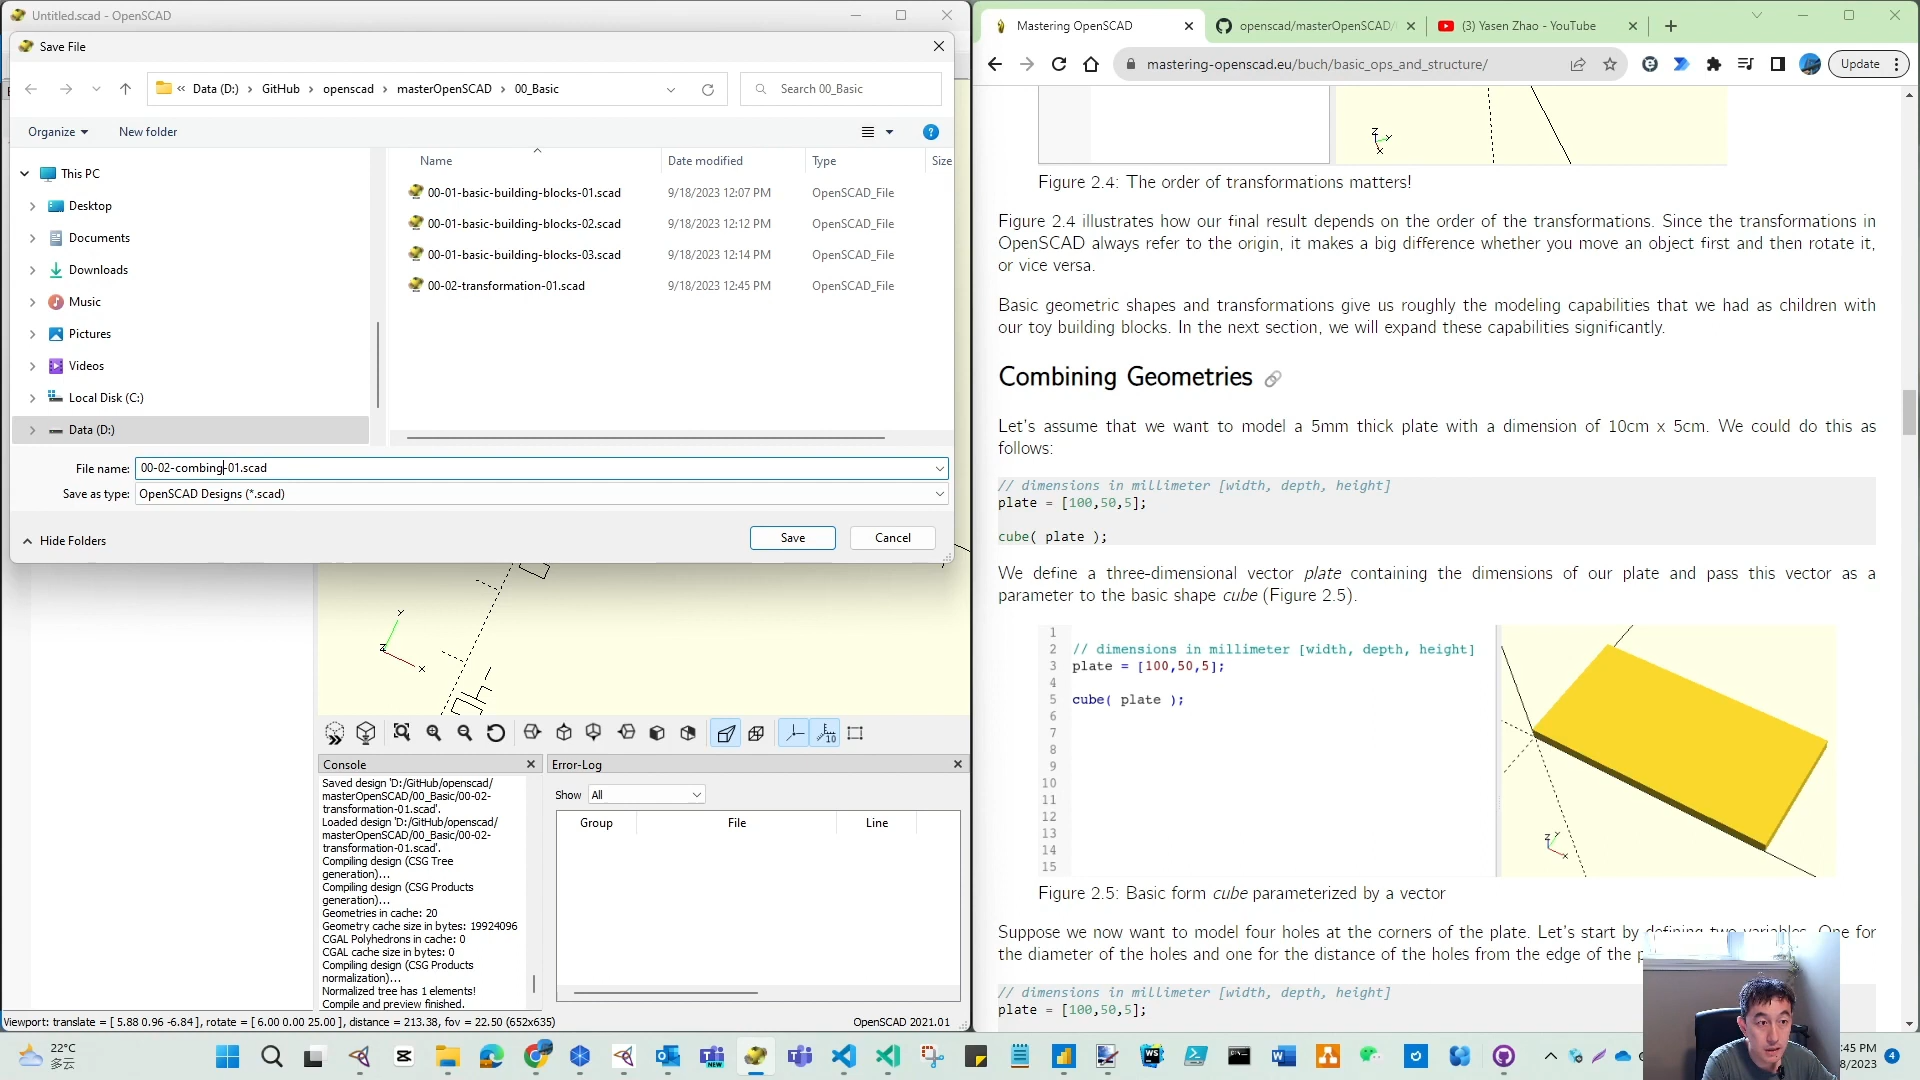 Untitled.scad - OpenSCAD
Save File
« Data (D:) › GitHub › openscad › masterOpenSCAD › 00_Basic
Search 00_Basic
Organize
New folder
This PC
Desktop
Documents
Downloads
Music
Pictures
Videos
Local Disk (C:)
Data (D:)
Name
Date modified
Type
Size
00-01-basic-building-blocks-01.scad 9/18/2023 12:07 PM OpenSCAD_File
00-01-basic-building-blocks-02.scad 9/18/2023 12:12 PM OpenSCAD_File
00-01-basic-building-blocks-03.scad 9/18/2023 12:14 PM OpenSCAD_File
00-02-transformation-01.scad 9/18/2023 12:45 PM OpenSCAD_File
File name: 00-02-combing-01.scad
Save as type: OpenSCAD Designs (*.scad)
Hide Folders
Save
Cancel
Y
Z
X
10
Console
Saved design 'D:/GitHub/openscad/
masterOpenSCAD/00_Basic/00-02-
transformation-01.scad'.
Loaded design 'D:/GitHub/openscad/
masterOpenSCAD/00_Basic/00-02-
transformation-01.scad'.
Compiling design (CSG Tree
generation)...
Compiling design (CSG Products
generation)...
Geometries in cache: 20
Geometry cache size in bytes: 19924096
CGAL Polyhedrons in cache: 0
CGAL cache size in bytes: 0
Compiling design (CSG Products
normalization)...
Normalized tree has 1 elements!
Compile and preview finished.
Error-Log
Show All
Group
File
Line
Viewport: translate = [ 5.88 0.96 -6.84 ], rotate = [ 6.00 0.00 25.00 ], distance = 213.38, fov = 22.50 (652x635)
OpenSCAD 2021.01
Mastering OpenSCAD
openscad/masterOpenSCAD/
(3) Yasen Zhao - YouTube
mastering-openscad.eu/buch/basic_ops_and_structure/
Update
Z
Y
X
Figure 2.4: The order of transformations matters!
Figure 2.4 illustrates how our final result depends on the order of the transformations. Since the transformations in
OpenSCAD always refer to the origin, it makes a big difference whether you move an object first and then rotate it,
or vice versa.
Basic geometric shapes and transformations give us roughly the modeling capabilities that we had as children with
our toy building blocks. In the next section, we will expand these capabilities significantly.
Combining Geometries
Let's assume that we want to model a 5mm thick plate with a dimension of 10cm x 5cm. We could do this as
follows:
// dimensions in millimeter [width, depth, height]
plate = [100,50,5];
cube( plate );
We define a three-dimensional vector plate containing the dimensions of our plate and pass this vector as a
parameter to the basic shape cube (Figure 2.5).
1
2 // dimensions in millimeter [width, depth, height]
3 plate = [100,50,5];
4
5 cube( plate );
6
7
8
9
10
11
12
13
14
15
Z
Y
X
Figure 2.5: Basic form cube parameterized by a vector
Suppose we now want to model four holes at the corners of the plate. Let's start by defining two variables. One for
the diameter of the holes and one for the distance of the holes from the edge of the
// dimensions in millimeter [width, depth, height]
plate = [100,50,5];
22°C
多云
NEW
WS
:45 PM
8/2023
4